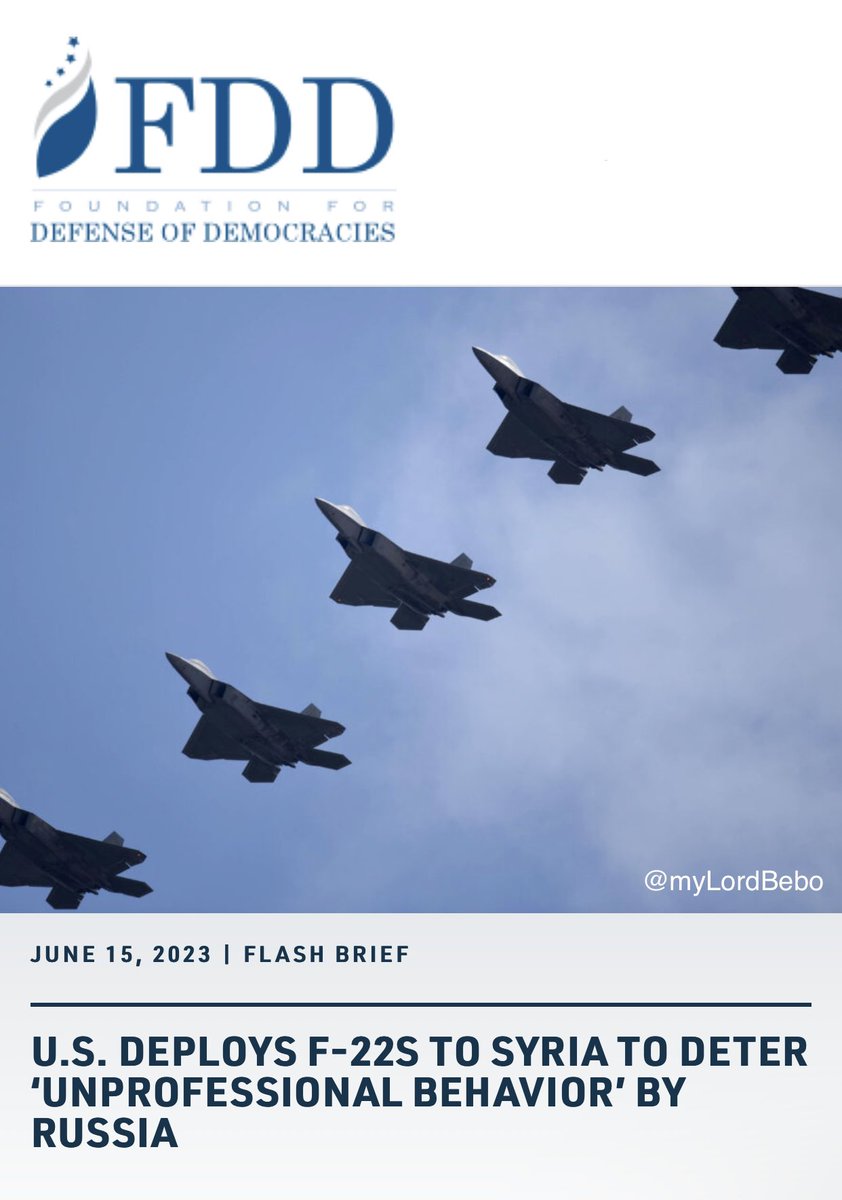 FDD
FOUNDATION FOR
DEFENSE OF DEMOCRACIES
@myLordBebo
JUNE 15, 2023 | FLASH BRIEF
U.S. DEPLOYS F-22S TO SYRIA TO DETER
‘UNPROFESSIONAL BEHAVIOR’ BY
RUSSIA